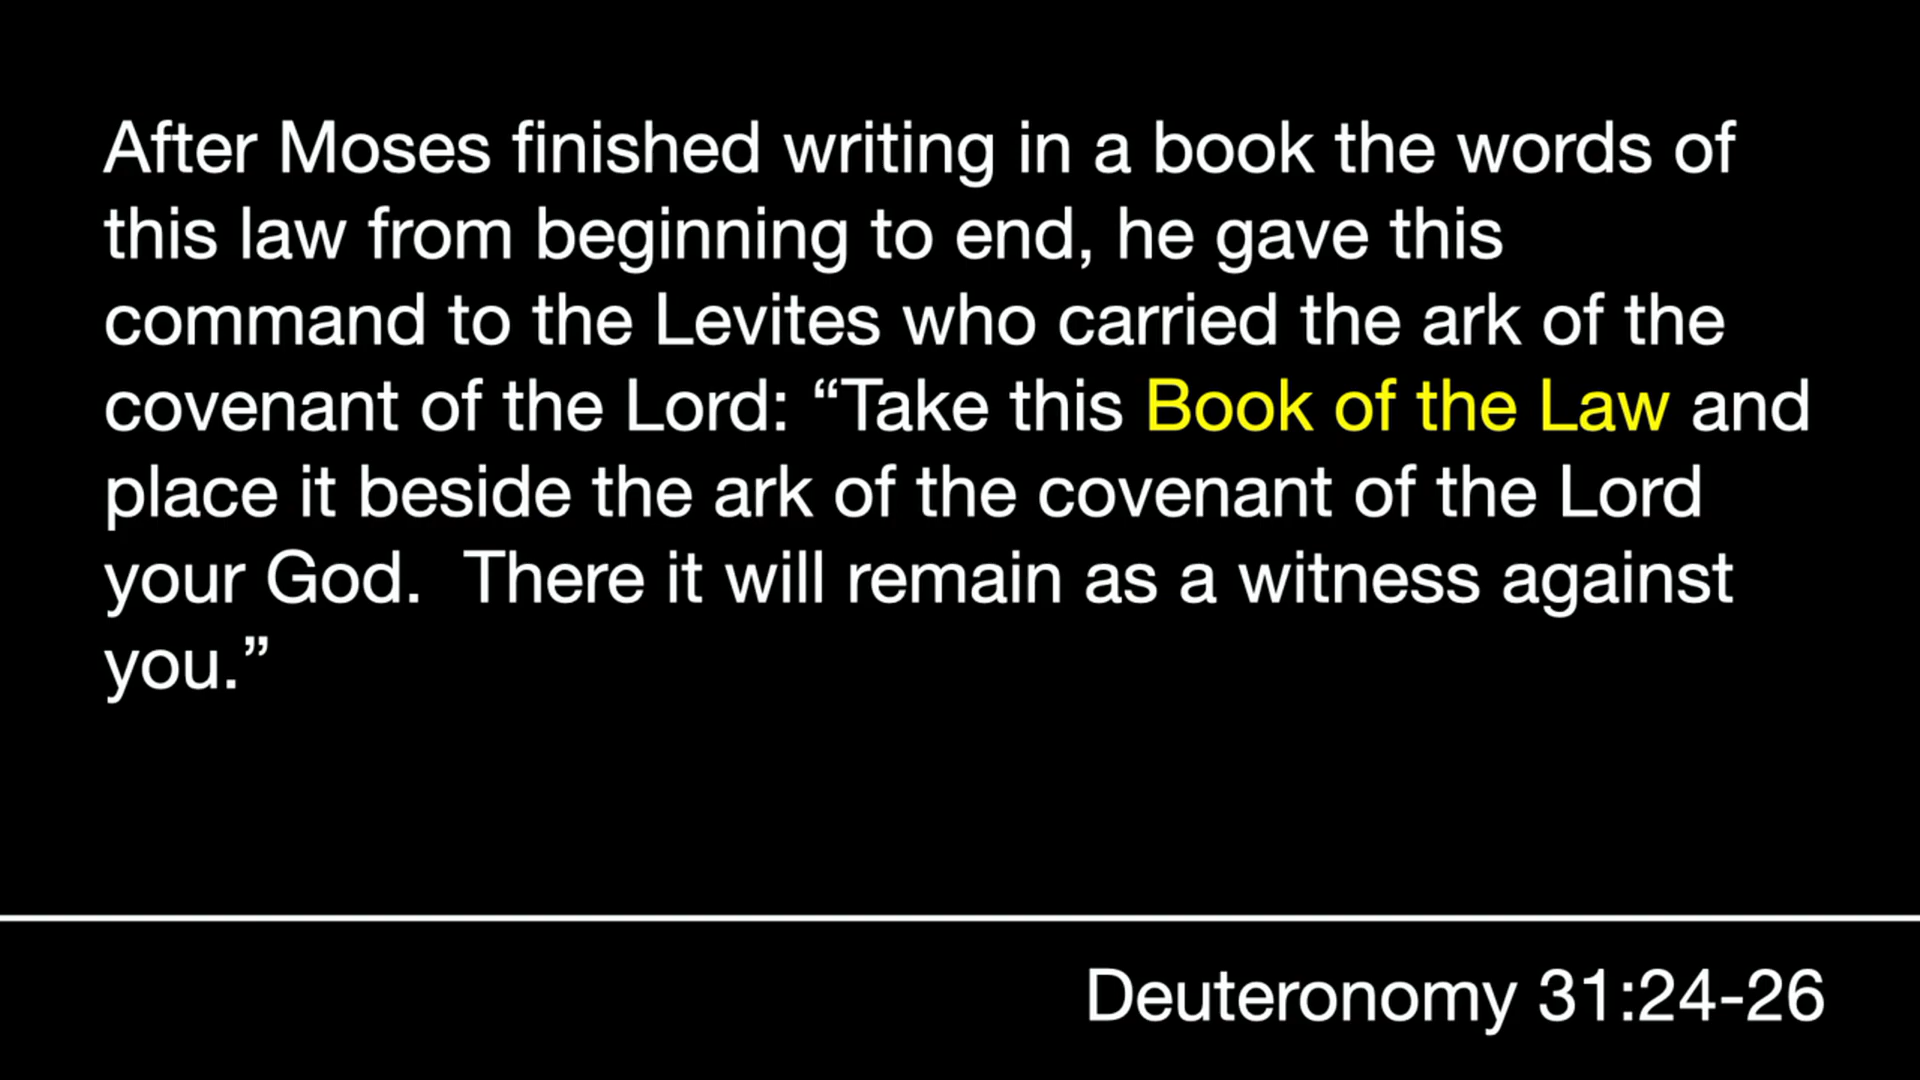 After Moses finished writing in a book the words of
this law from beginning to end, he gave this
command to the Levites who carried the ark of the
covenant of the Lord: “Take this Book of the Law and
place it beside the ark of the covenant of the Lord
your God.  There it will remain as a witness against
you.”
Deuteronomy 31:24-26